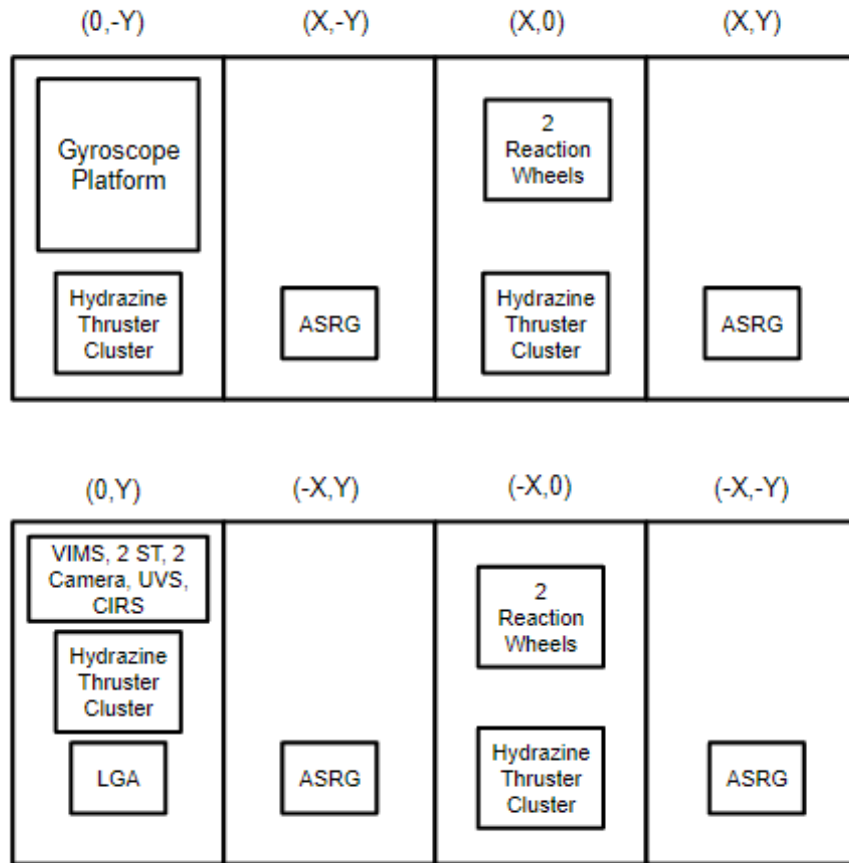 (0,-Y) (X,-Y) (X,0) (X,Y)
Gyroscope
Platform
2
Reaction
Wheels
Hydrazine
Thruster
Cluster
ASRG
Hydrazine
Thruster
Cluster
ASRG
(0,Y) (-X,Y) (-X,0) (-X,-Y)
VIMS, 2 ST, 2
Camera, UVS,
CIRS
2
Reaction
Wheels
Hydrazine
Thruster
Cluster
LGA
ASRG
Hydrazine
Thruster
Cluster
ASRG